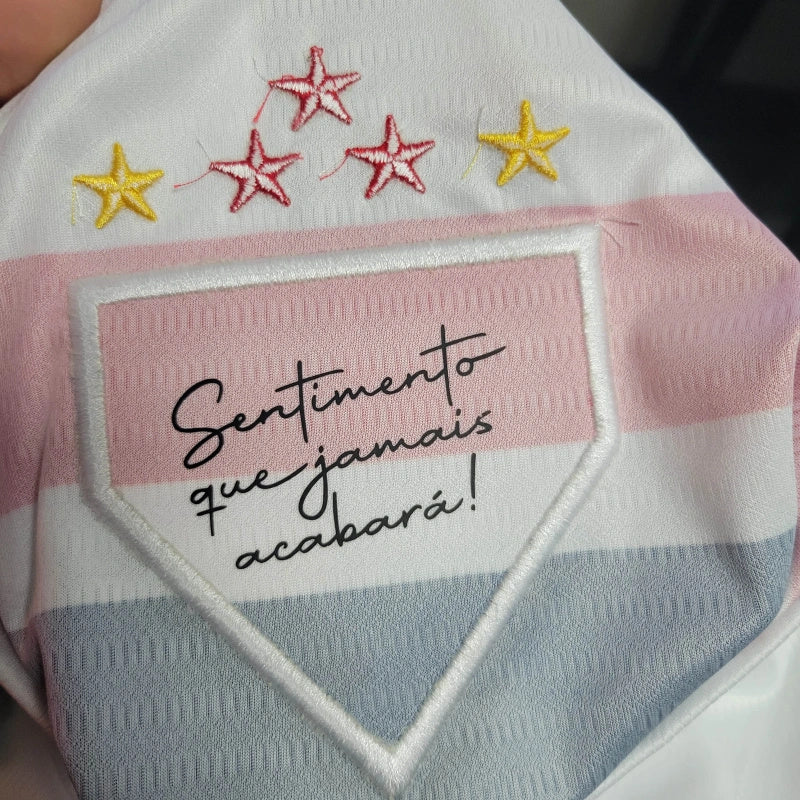 Sentimento
que jamais
acabará!